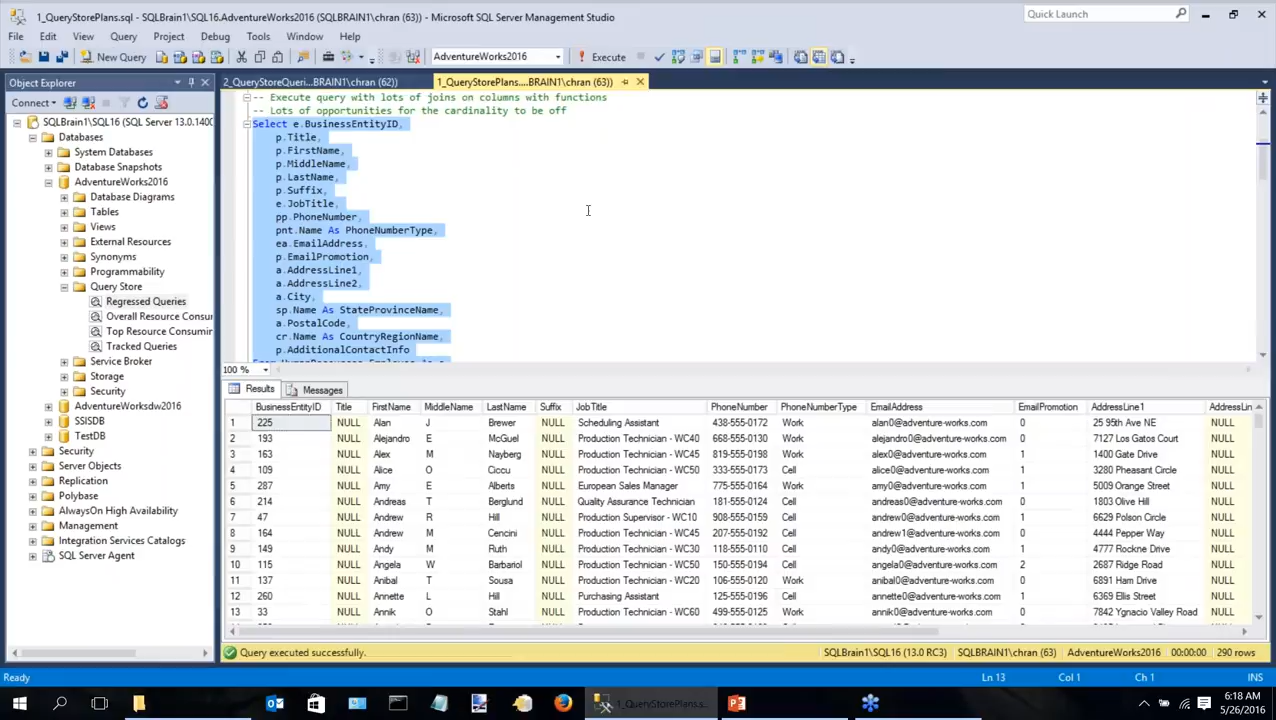 1_QueryStorePlans.sql - SQLBrain1\SQL16.AdventureWorks2016 (SQLBRAIN1\chran (63)) - Microsoft SQL Server Management Studio
Quick Launch
File Edit View Query Project Debug Tools Window Help
New Query
AdventureWorks2016
Execute
Object Explorer
2_QueryStoreQueri...BRAIN1\chran (62))
1_QueryStorePlans....BRAIN1\chran (63))
Connect
SQLBrain1\SQL16 (SQL Server 13.0.1400
Databases
System Databases
Database Snapshots
AdventureWorks2016
Database Diagrams
Tables
Views
External Resources
Synonyms
Programmability
Query Store
Regressed Queries
Overall Resource Consu
Top Resource Consumin
Tracked Queries
Service Broker
Storage
Security
AdventureWorksdw2016
SSISDB
TestDB
Security
Server Objects
Replication
Polybase
AlwaysOn High Availability
Management
Integration Services Catalogs
SQL Server Agent
-- Execute query with lots of joins on columns with functions
-- Lots of opportunities for the cardinality to be off
Select e.BusinessEntityID,
p.Title,
p.FirstName,
p.MiddleName,
p.LastName,
p.Suffix,
e.JobTitle,
pp.PhoneNumber,
pnt.Name As PhoneNumberType,
ea.EmailAddress,
p.EmailPromotion,
a.AddressLine1,
a.AddressLine2,
a.City,
sp.Name As StateProvinceName,
a.PostalCode,
cr.Name As CountryRegionName,
p.AdditionalContactInfo
From HumanResources.Employee As e
100 %
Results Messages
BusinessEntityID Title FirstName MiddleName LastName Suffix JobTitle PhoneNumber PhoneNumberType EmailAddress EmailPromotion AddressLine1 AddressLin
1 225 NULL Alan J Brewer NULL Scheduling Assistant 438-555-0172 Work alan0@adventure-works.com 0 25 95th Ave NE NULL
2 193 NULL Alejandro E McGuel NULL Production Technician - WC40 668-555-0130 Work alejandro0@adventure-works.com 0 7127 Los Gatos Court NULL
3 163 NULL Alex M Nayberg NULL Production Technician - WC45 819-555-0198 Work alex0@adventure-works.com 1 1400 Gate Drive NULL
4 109 NULL Alice O Ciccu NULL Production Technician - WC50 333-555-0173 Cell alice0@adventure-works.com 1 3280 Pheasant Circle NULL
5 287 NULL Amy E Alberts NULL European Sales Manager 775-555-0164 Work amy0@adventure-works.com 1 5009 Orange Street NULL
6 214 NULL Andreas T Berglund NULL Quality Assurance Technician 181-555-0124 Cell andreas0@adventure-works.com 0 1803 Olive Hill NULL
7 47 NULL Andrew R Hill NULL Production Supervisor - WC10 908-555-0159 Cell andrew0@adventure-works.com 1 6629 Polson Circle NULL
8 164 NULL Andrew M Cencini NULL Production Technician - WC45 207-555-0192 Cell andrew1@adventure-works.com 0 4444 Pepper Way NULL
9 149 NULL Andy M Ruth NULL Production Technician - WC30 118-555-0110 Cell andy0@adventure-works.com 1 4777 Rockne Drive NULL
10 115 NULL Angela W Barbariol NULL Production Technician - WC50 150-555-0194 Cell angela0@adventure-works.com 2 2687 Ridge Road NULL
11 137 NULL Anibal T Sousa NULL Production Technician - WC20 106-555-0120 Work anibal0@adventure-works.com 0 6891 Ham Drive NULL
12 260 NULL Annette L Hill NULL Purchasing Assistant 125-555-0196 Cell annette0@adventure-works.com 1 6369 Ellis Street NULL
13 33 NULL Annik O Stahl NULL Production Technician - WC60 499-555-0125 Work annik0@adventure-works.com 0 7842 Ygnacio Valley Road NULL
Query executed successfully. SQLBrain1\SQL16 (13.0 RC3) SQLBRAIN1\chran (63) AdventureWorks2016 00:00:00 290 rows
Ready Ln 13 Col 1 Ch 1 INS
1_QueryStorePlans.s...
6:18 AM
5/26/2016